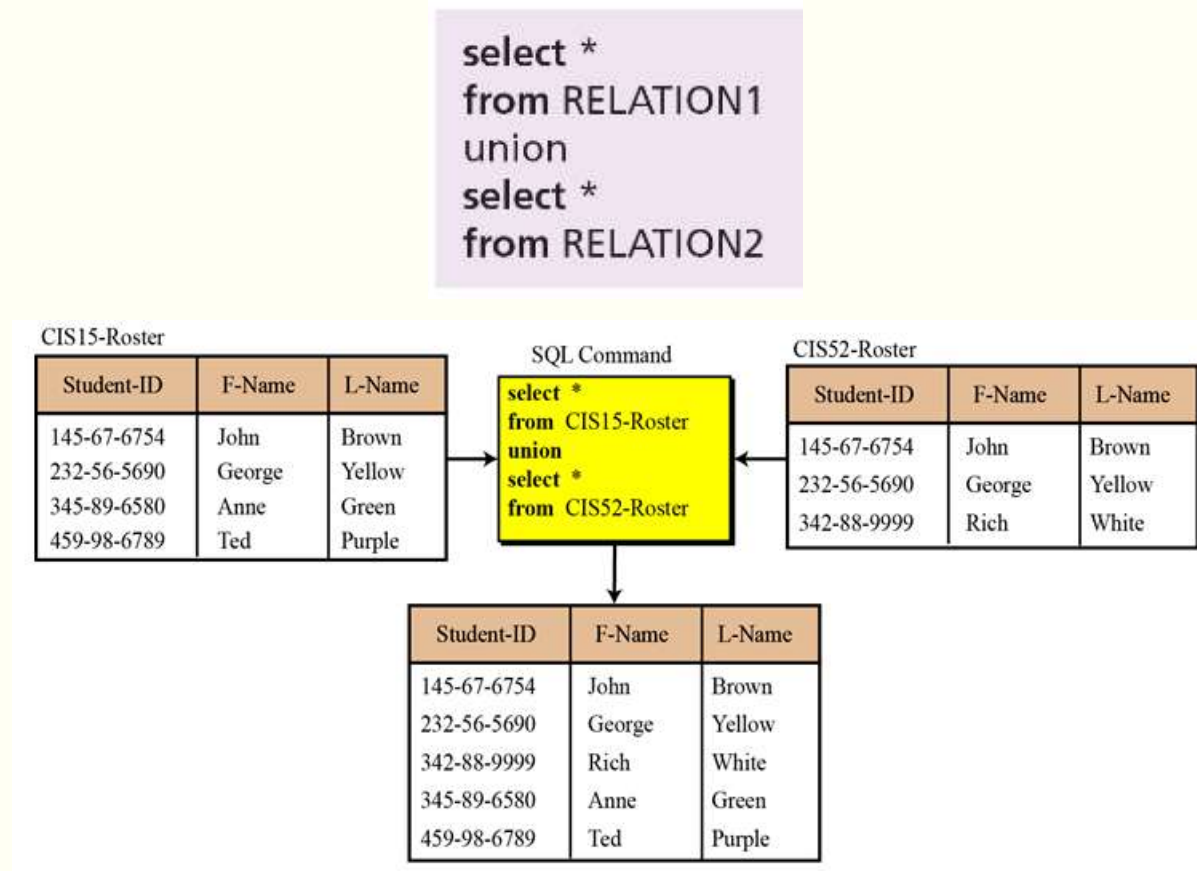 select *
from RELATION1
union
select *
from RELATION2
CIS15-Roster
Student-ID F-Name L-Name
145-67-6754 John Brown
232-56-5690 George Yellow
345-89-6580 Anne Green
459-98-6789 Ted Purple
SQL Command
select *
from CIS15-Roster
union
select *
from CIS52-Roster
CIS52-Roster
Student-ID F-Name L-Name
145-67-6754 John Brown
232-56-5690 George Yellow
342-88-9999 Rich White
Student-ID F-Name L-Name
145-67-6754 John Brown
232-56-5690 George Yellow
342-88-9999 Rich White
345-89-6580 Anne Green
459-98-6789 Ted Purple